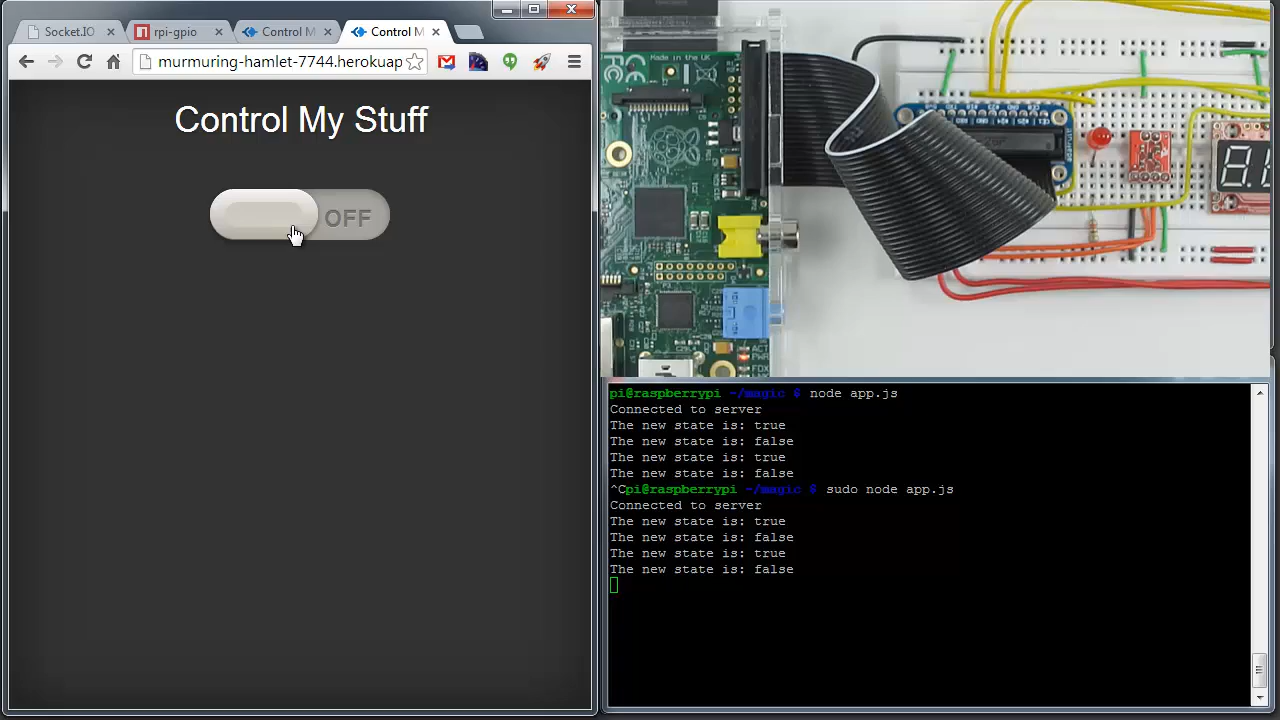 Socket.IO
rpi-gpio
Control M
Control M
murmuring-hamlet-7744.herokuap
Control My Stuff
OFF
Made in the UK
ACT
PWR
FDX
adafruit
pi@raspberrypi ~/magic $ node app.js
Connected to server
The new state is: true
The new state is: false
The new state is: true
The new state is: false
^Cpi@raspberrypi ~/magic $ sudo node app.js
Connected to server
The new state is: true
The new state is: false
The new state is: true
The new state is: false